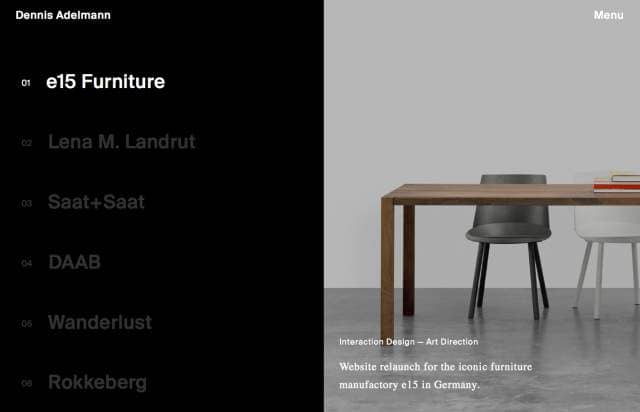 Dennis Adelmann
Menu
01 e15 Furniture
02 Lena M. Landrut
03 Saat+Saat
04 DAAB
05 Wanderlust
06 Rokkeberg
Interaction Design — Art Direction
Website relaunch for the iconic furniture
manufactory e15 in Germany.